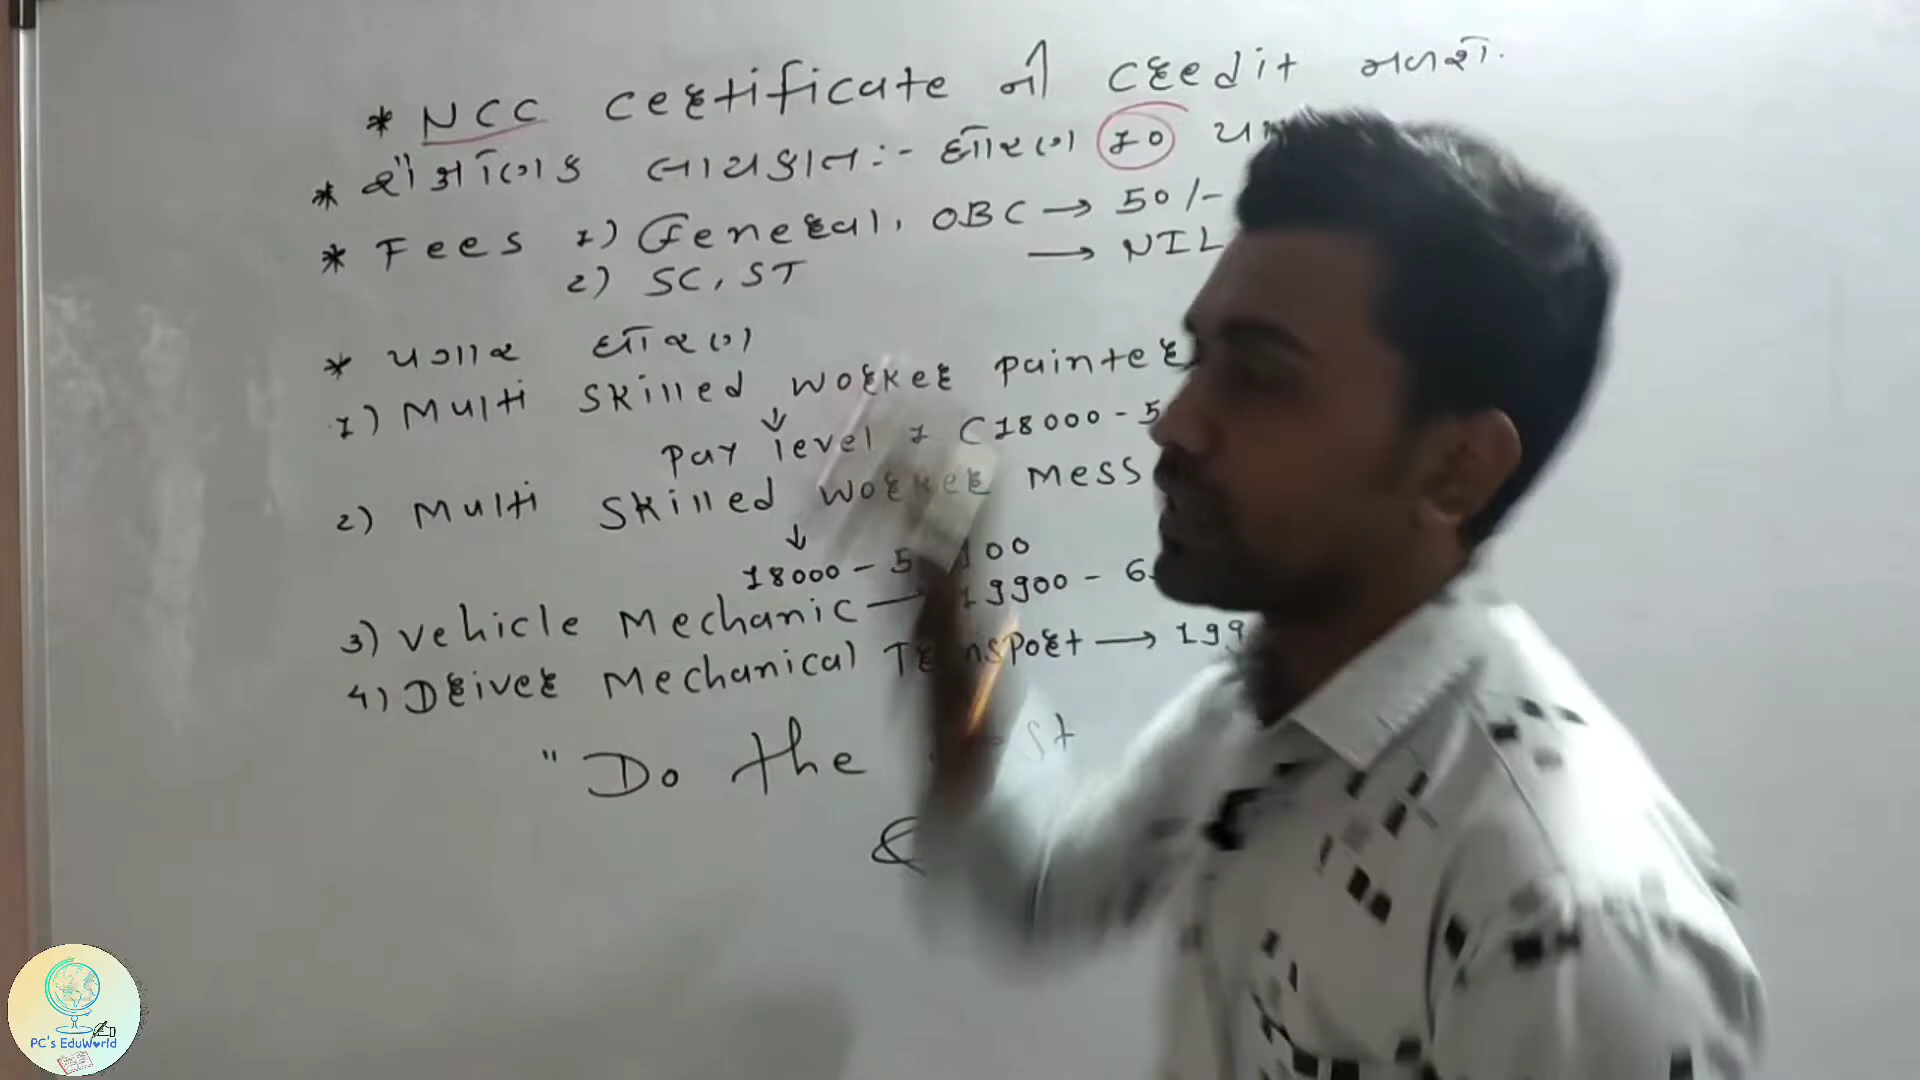 * NCC Certificate ની Credit મળશે.
* શૈક્ષણિક લાયકાત :- ધોરણ 10
* Fees 1) General, OBC → 50/-
2) SC, ST → NIL
* પગાર ધોરણ
1) Multi Skilled Worker Painter
↓
Pay level 1 (18000 - 5
2) Multi Skilled Worker Mess
↓
18000 - 5 100
3) Vehicle Mechanic → 19900 - 6
4) Driver Mechanical Transport → 199
" Do the
PC's EduWorld